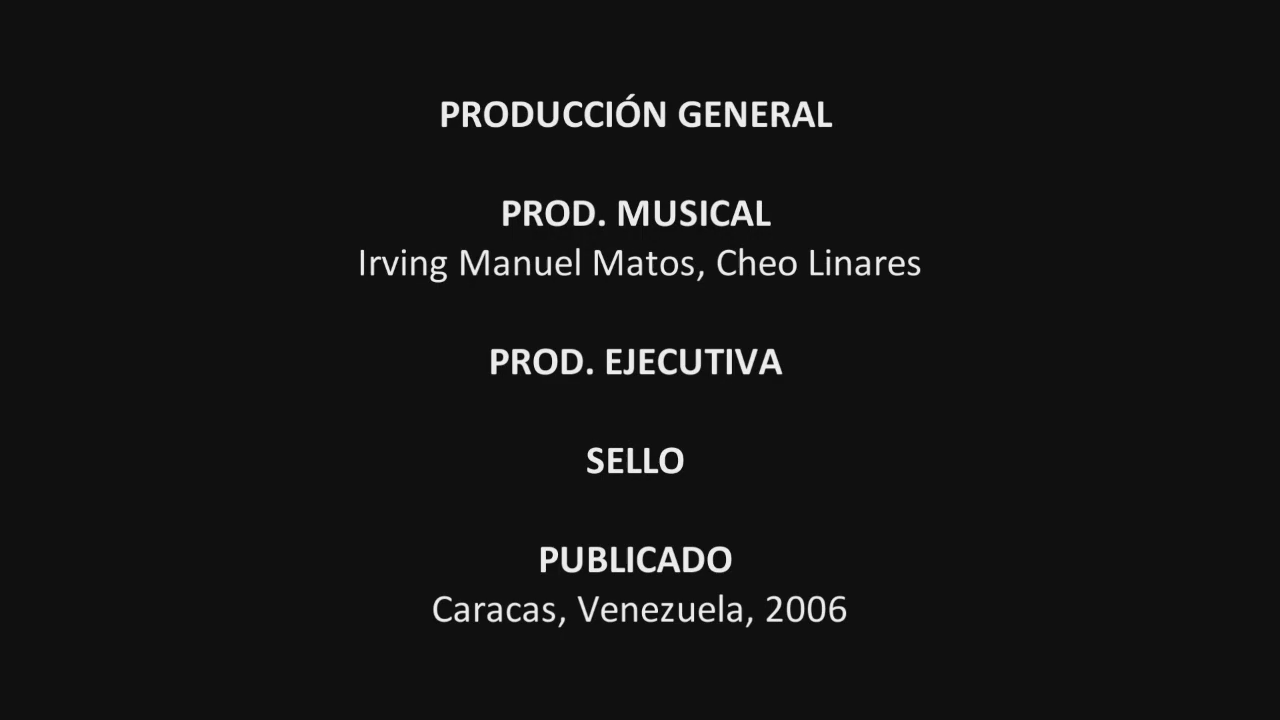 PRODUCCIÓN GENERAL
PROD. MUSICAL
Irving Manuel Matos, Cheo Linares
PROD. EJECUTIVA
SELLO
PUBLICADO
Caracas, Venezuela, 2006